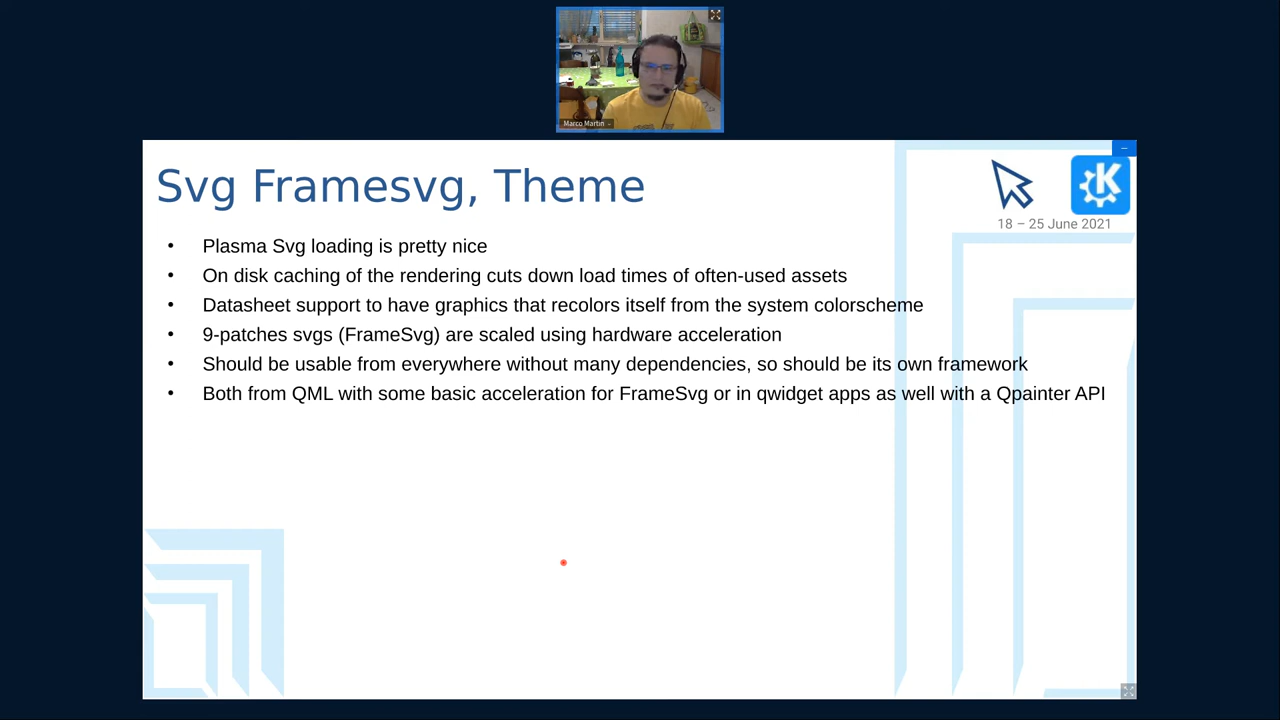 Marco Martin
Svg Framesvg, Theme
18 – 25 June 2021
• Plasma Svg loading is pretty nice
• On disk caching of the rendering cuts down load times of often-used assets
• Datasheet support to have graphics that recolors itself from the system colorscheme
• 9-patches svgs (FrameSvg) are scaled using hardware acceleration
• Should be usable from everywhere without many dependencies, so should be its own framework
• Both from QML with some basic acceleration for FrameSvg or in qwidget apps as well with a Qpainter API